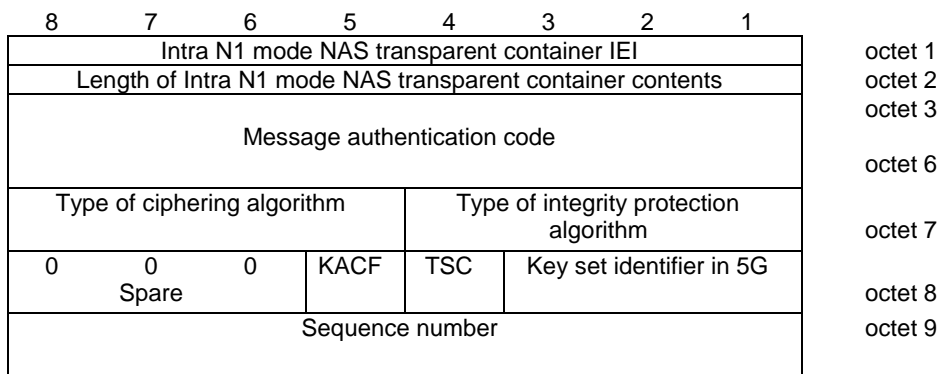 8 7 6 5 4 3 2 1
Intra N1 mode NAS transparent container IEI octet 1
Length of Intra N1 mode NAS transparent container contents octet 2
octet 3
Message authentication code
octet 6
Type of ciphering algorithm Type of integrity protection
algorithm octet 7
0 0 0 KACF TSC Key set identifier in 5G
Spare octet 8
Sequence number octet 9